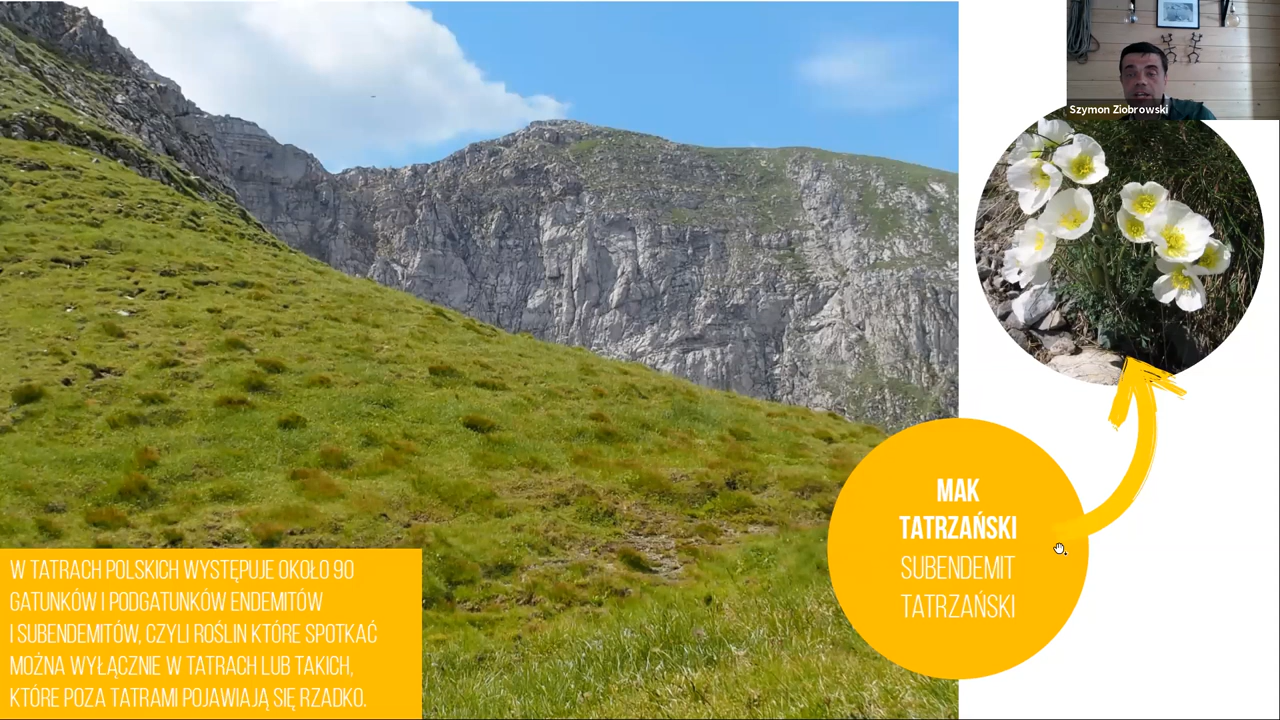 Szymon Ziobrowski
MAK
TATRZAŃSKI
SUBENDEMIT
TATRZAŃSKI
W TATRACH POLSKICH WYSTĘPUJE OKOŁO 90
GATUNKÓW I PODGATUNKÓW ENDEMITÓW
I SUBENDEMITÓW, CZYLI ROŚLIN KTÓRE SPOTKAĆ
MOŻNA WYŁĄCZNIE W TATRACH LUB TAKICH,
KTÓRE POZA TATRAMI POJAWIAJĄ SIĘ RZADKO.